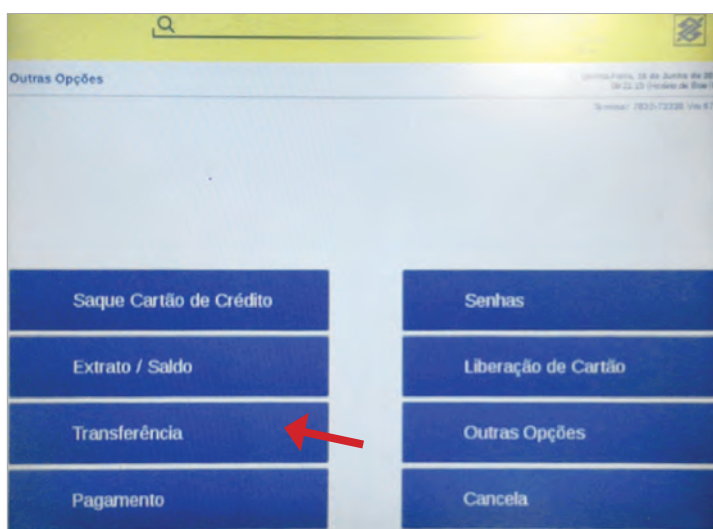 Outras Opções
Saque Cartão de Crédito
Senhas
Extrato / Saldo
Liberação de Cartão
Transferência
Outras Opções
Pagamento
Cancela